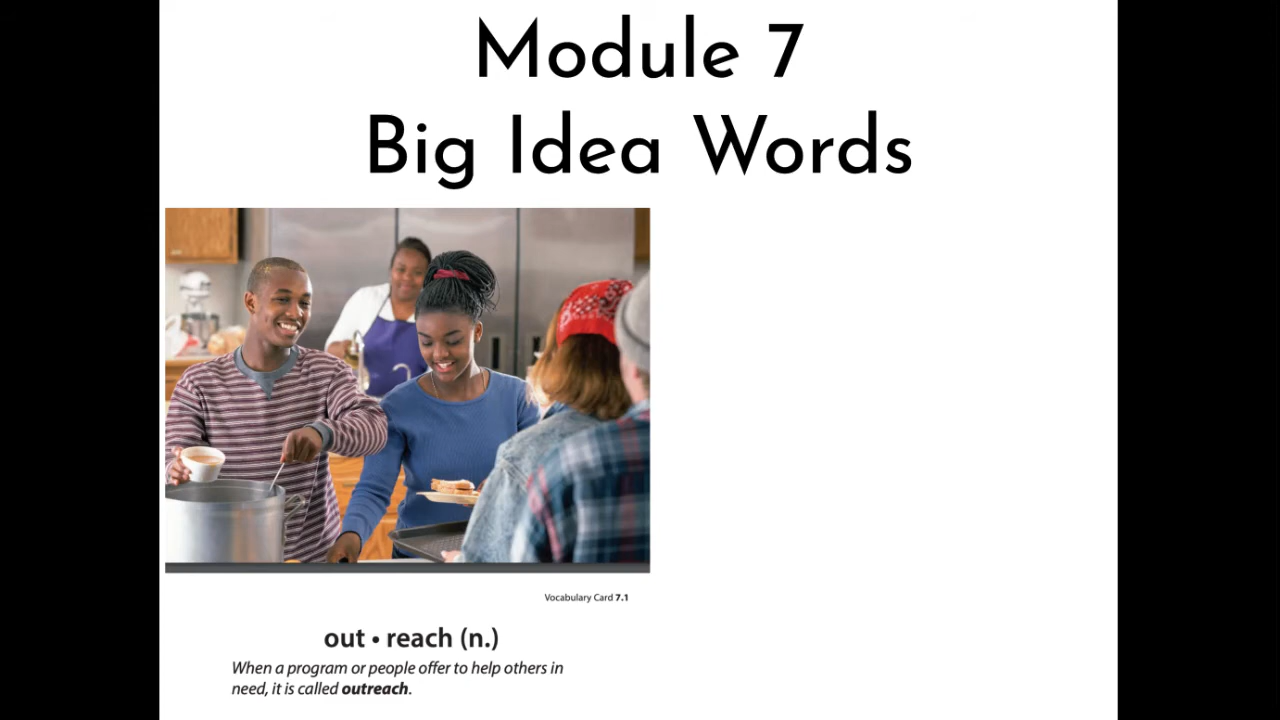 Module 7
Big Idea Words
Vocabulary Card 7.1
out • reach (n.)
When a program or people offer to help others in
need, it is called outreach.